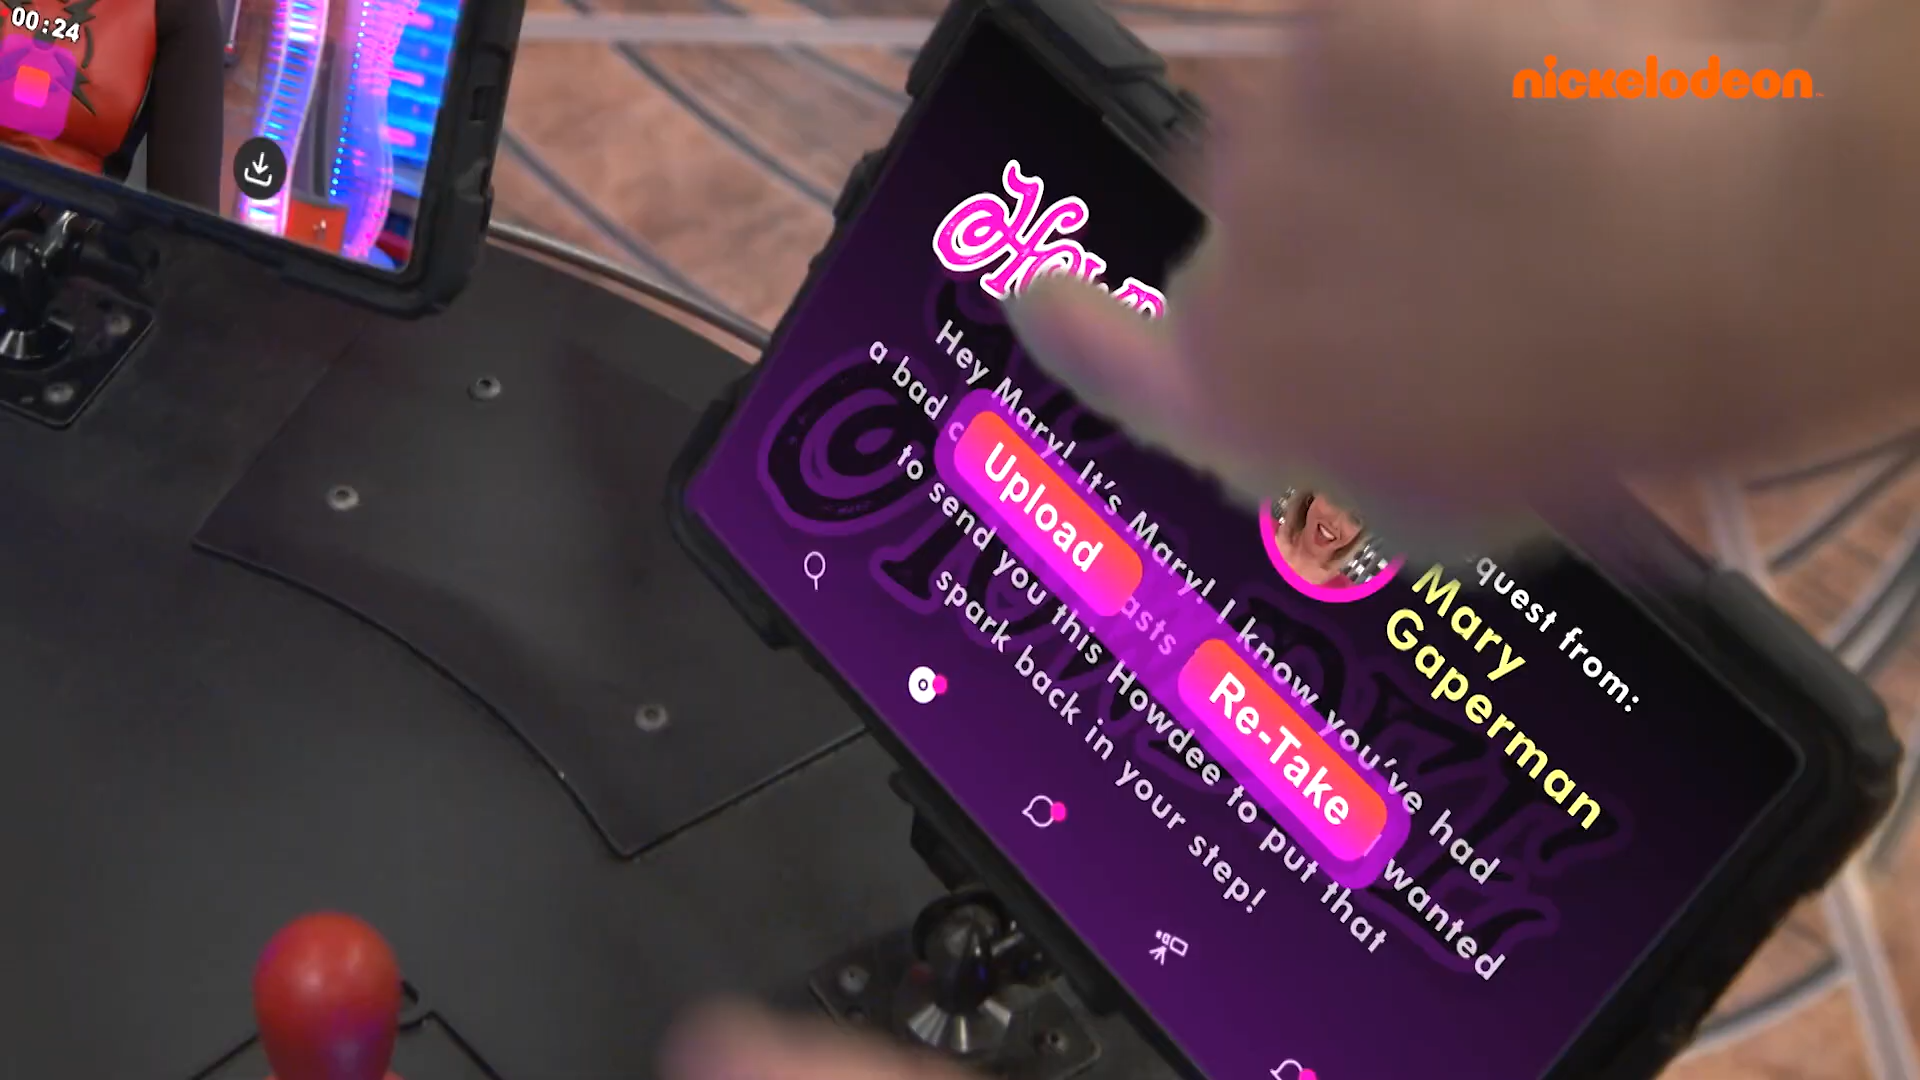 00:24
nickelodeon
quest from:
Mary
Gaperman
Hey Mary! It's Mary! I know you've had
a bad
asts
wanted
to send you this Howdee to put that
spark back in your step!
Upload
Re-Take